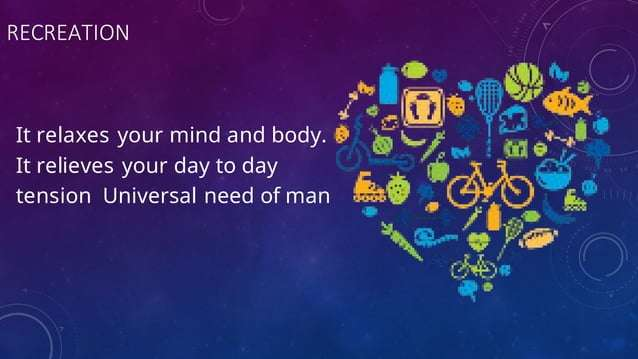 RECREATION
It relaxes your mind and body.
It relieves your day to day
tension Universal need of man